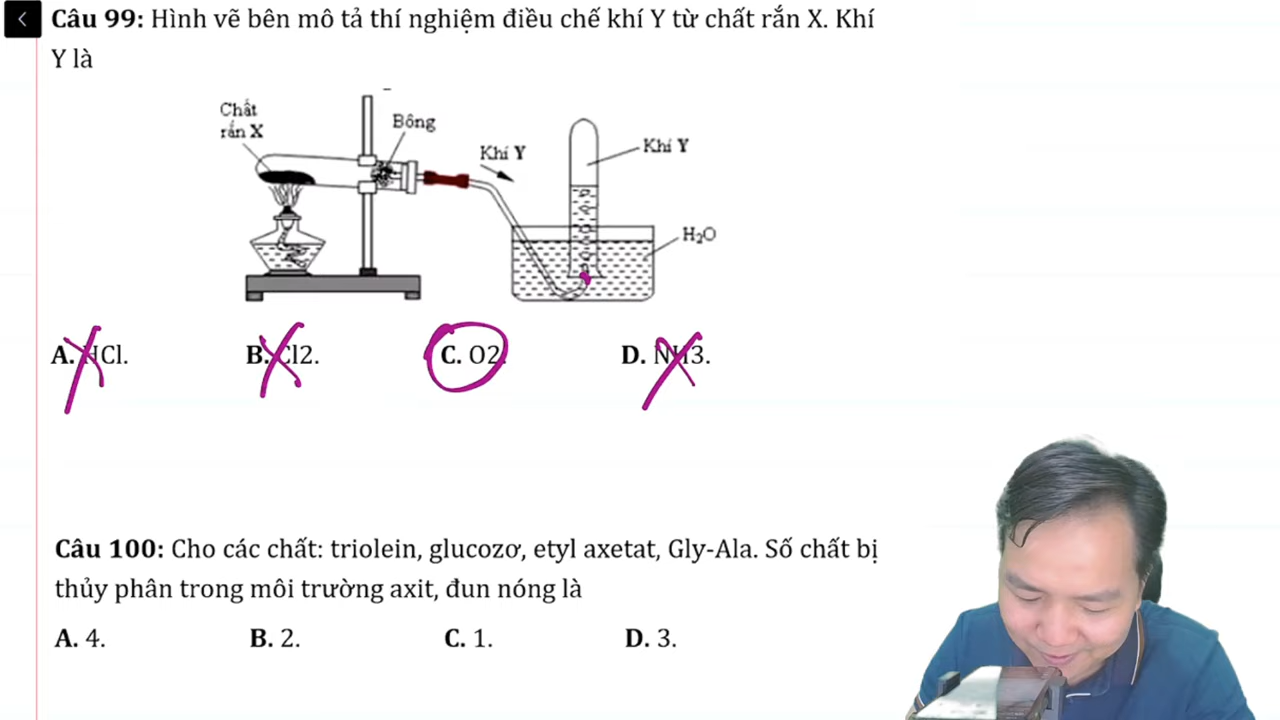 Câu 99: Hình vẽ bên mô tả thí nghiệm điều chế khí Y từ chất rắn X. Khí
Y là
Chất
rắn X
Bông
Khí Y
Khí Y
H₂O
A. HCl.
B. Cl2.
C. O2.
D. NH3.
Câu 100: Cho các chất: triolein, glucozơ, etyl axetat, Gly-Ala. Số chất bị
thủy phân trong môi trường axit, đun nóng là
A. 4.
B. 2.
C. 1.
D. 3.